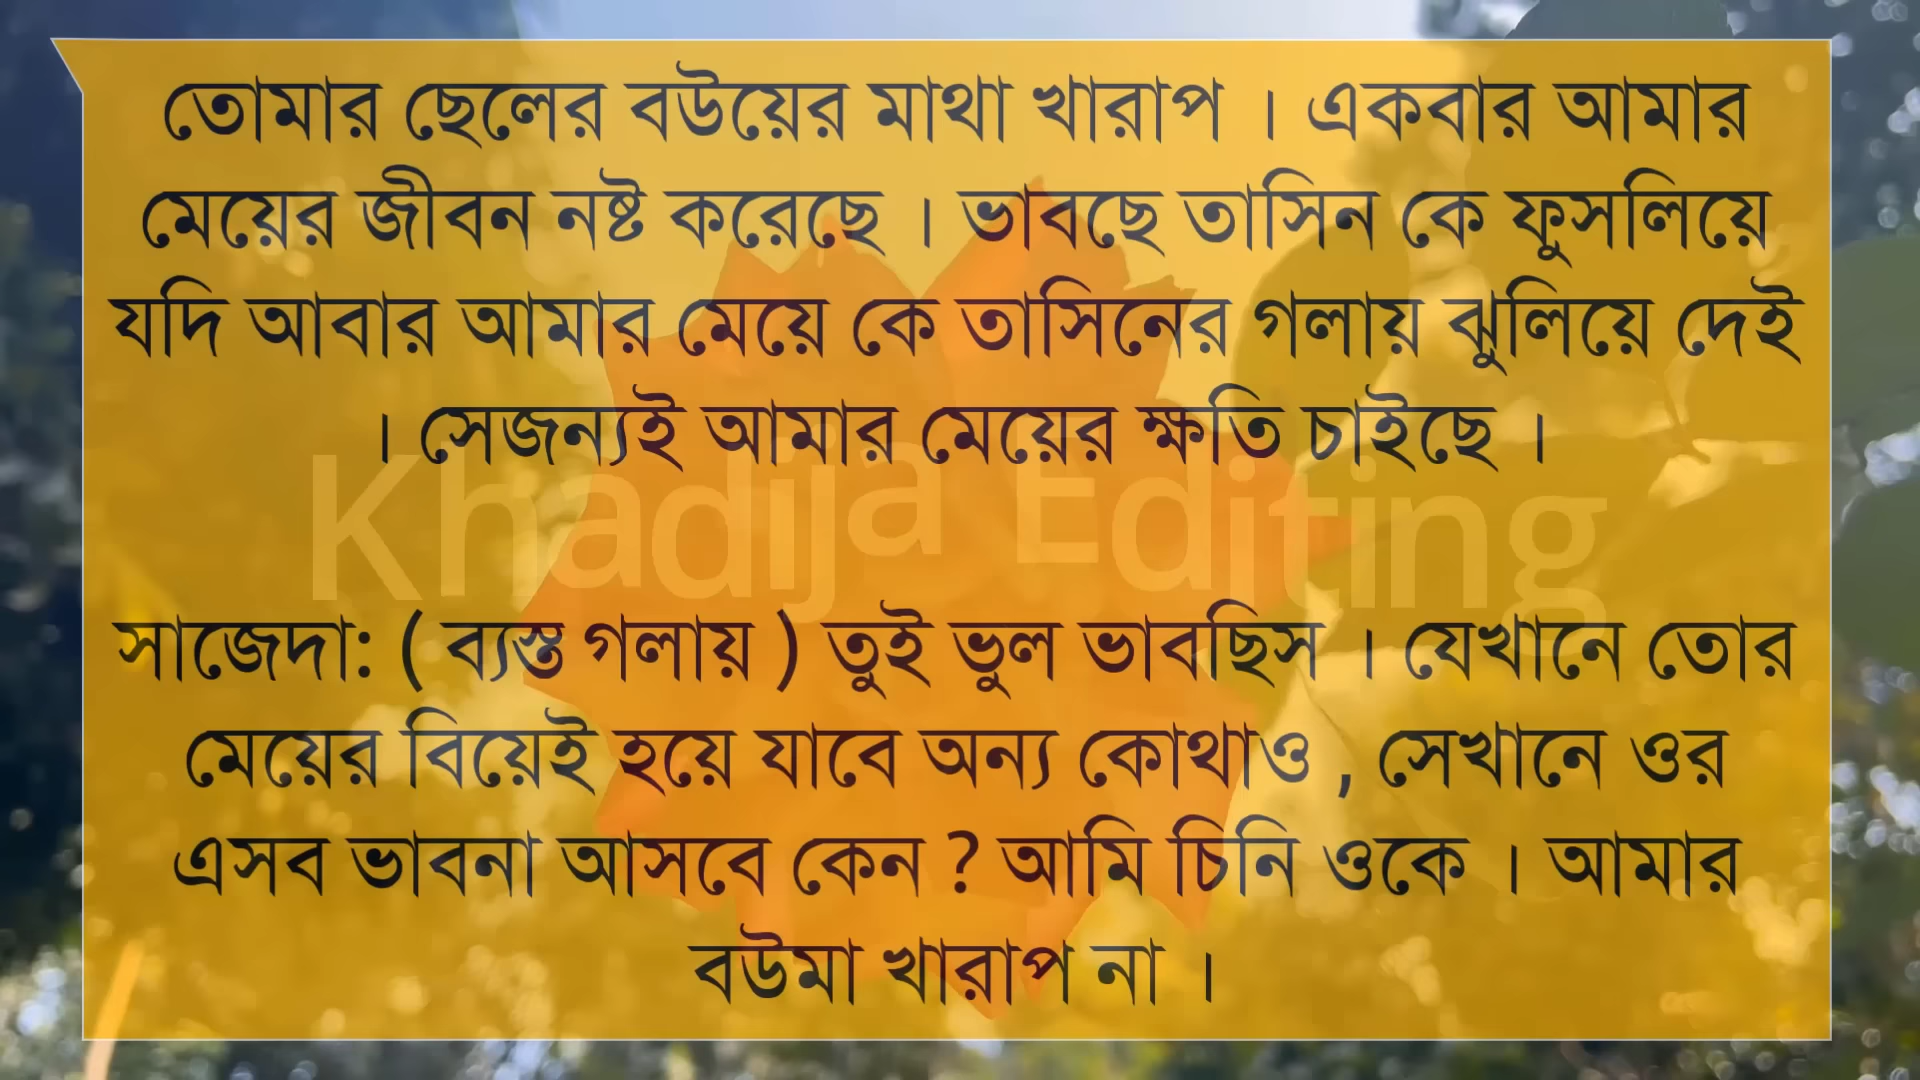 তোমার ছেলের বউয়ের মাথা খারাপ । একবার আমার
মেয়ের জীবন নষ্ট করেছে । ভাবছে তাসিন কে ফুসলিয়ে
যদি আবার আমার মেয়ে কে তাসিনের গলায় ঝুলিয়ে দেই
। সেজন্যই আমার মেয়ের ক্ষতি চাইছে ।
Khadija Editing
সাজেদা: ( ব্যস্ত গলায় ) তুই ভুল ভাবছিস । যেখানে তোর
মেয়ের বিয়েই হয়ে যাবে অন্য কোথাও , সেখানে ওর
এসব ভাবনা আসবে কেন ? আমি চিনি ওকে । আমার
বউমা খারাপ না ।